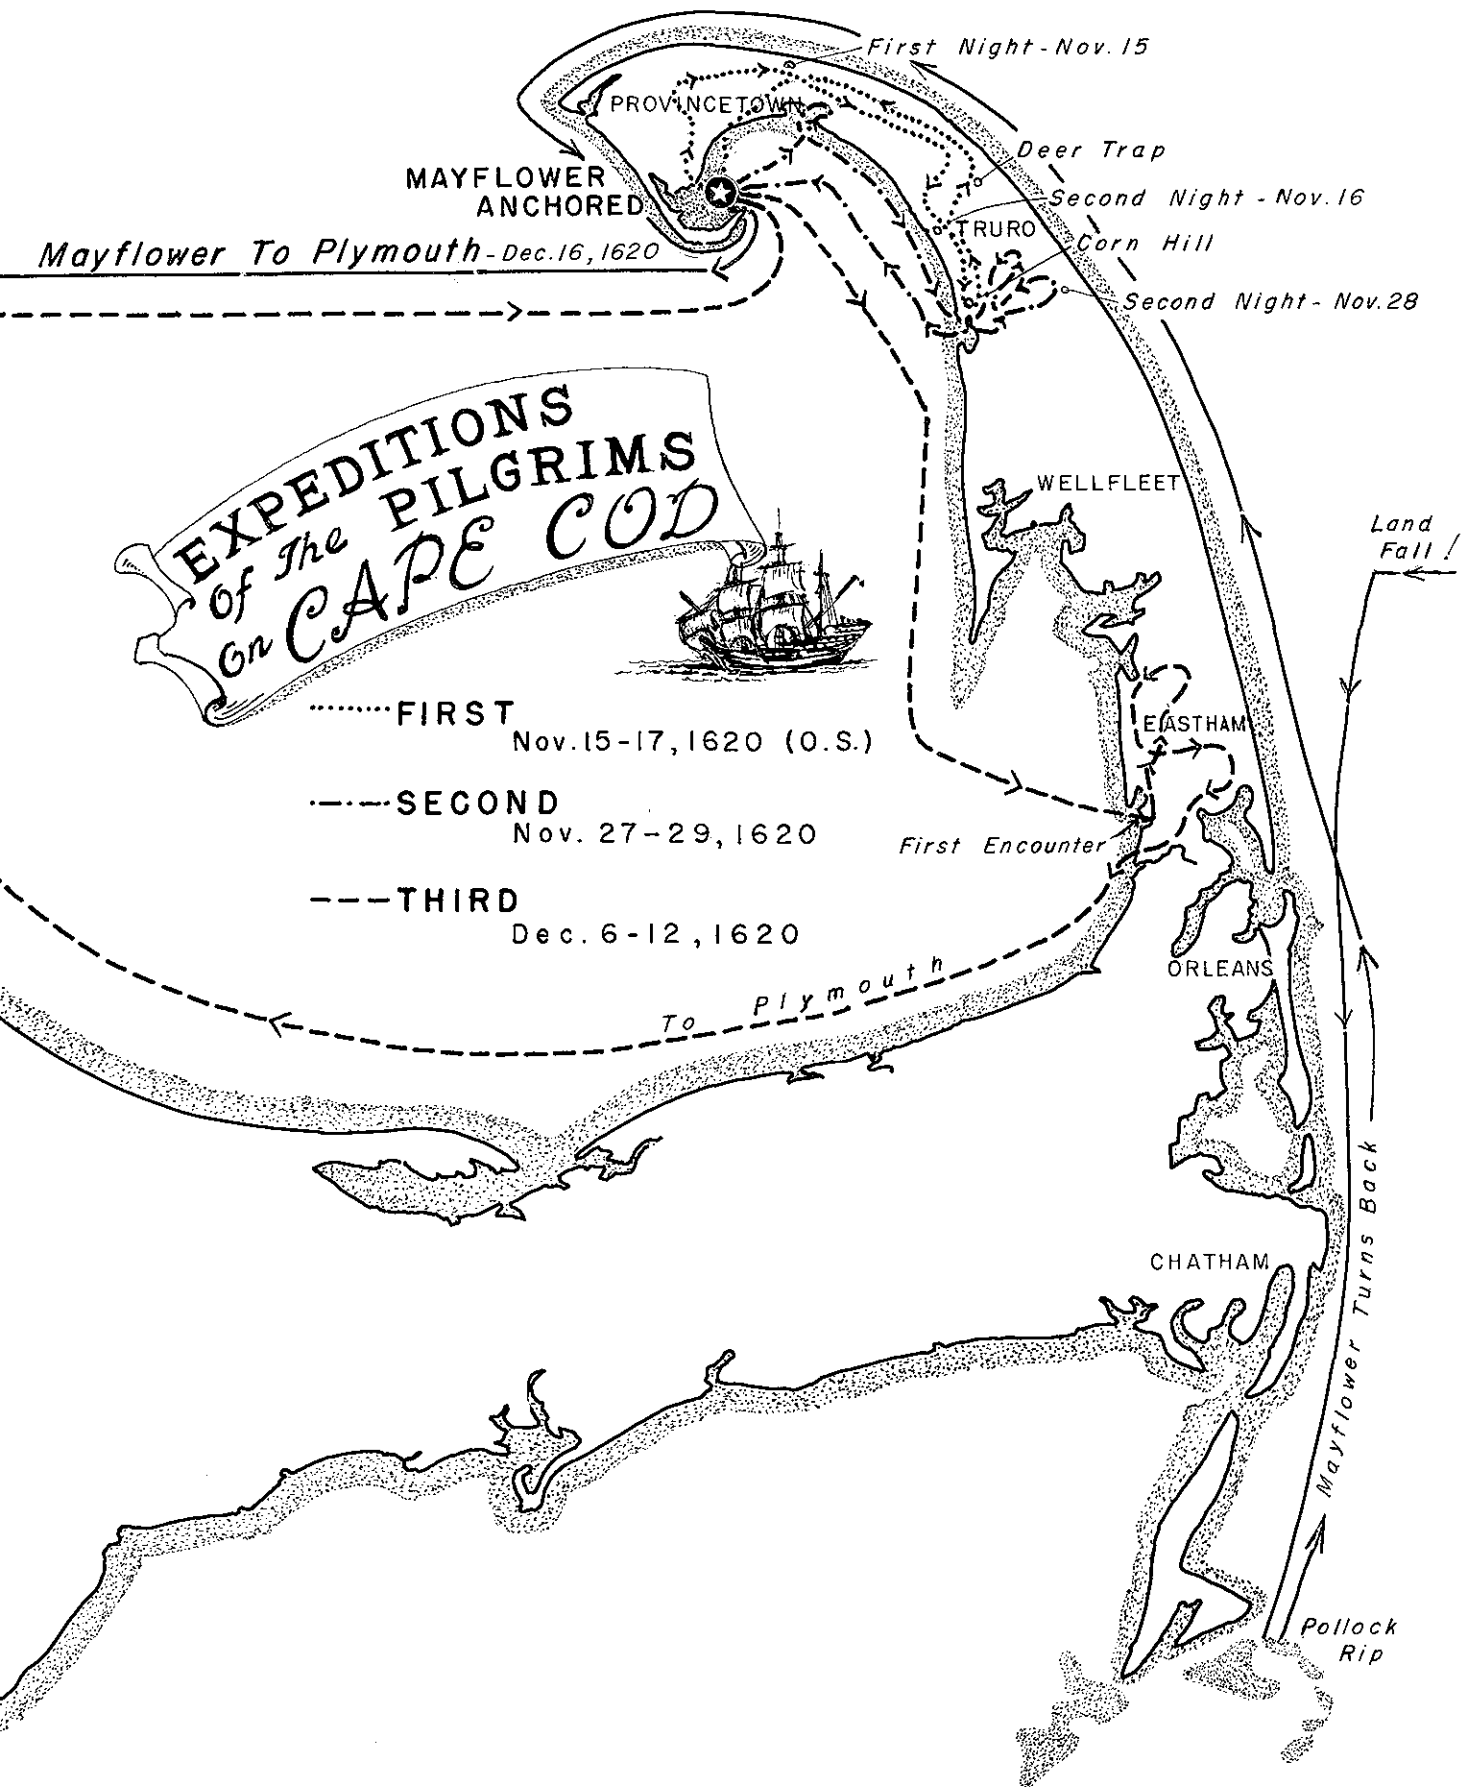 First Night - Nov. 15
PROVINCETOWN
Deer Trap
MAYFLOWER
ANCHORED
Second Night - Nov. 16
TRURO
Corn Hill
Mayflower To Plymouth - Dec. 16, 1620
Second Night - Nov. 28
EXPEDITIONS
Of The PILGRIMS
On CAPE COD
WELLFLEET
Land
Fall!
FIRST
Nov. 15-17, 1620 (O.S.)
EASTHAM
SECOND
Nov. 27-29, 1620
First Encounter
THIRD
Dec. 6-12, 1620
To Plymouth
ORLEANS
Mayflower Turns Back
CHATHAM
Pollock
Rip